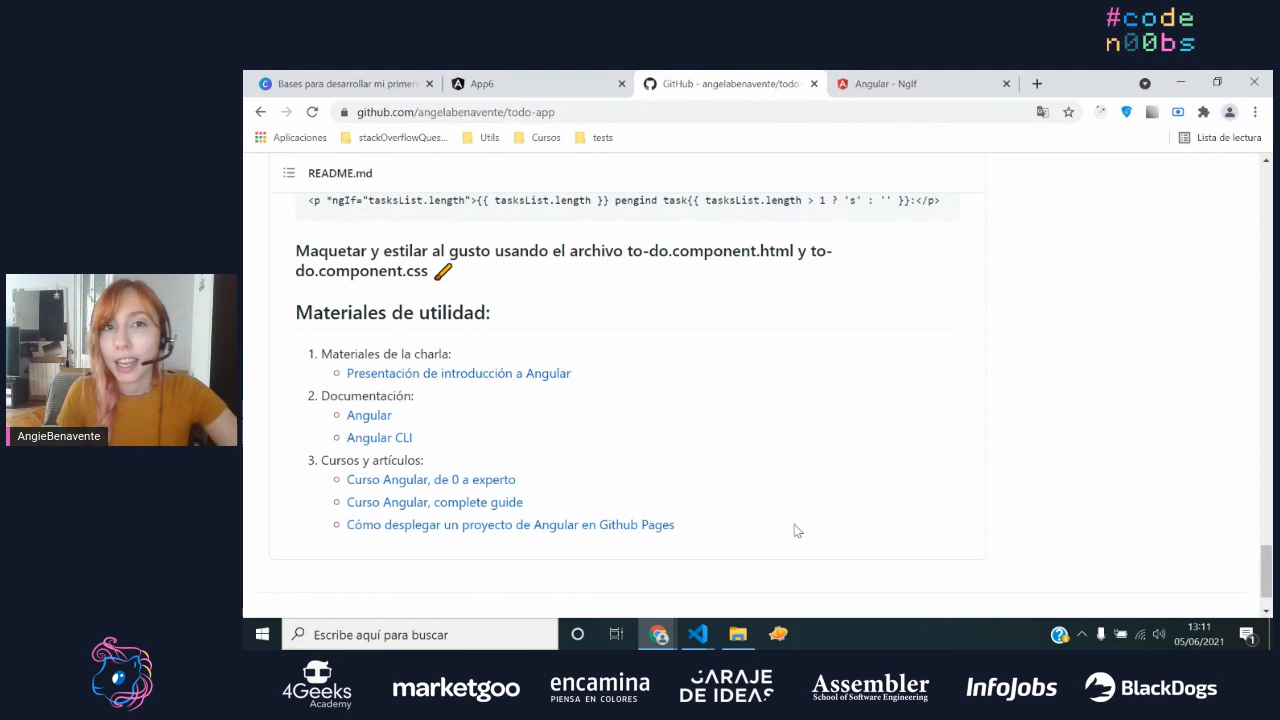 #code
n00bs
Bases para desarrollar mi primera
App6
GitHub - angelabenavente/todo-
Angular - NgIf
github.com/angelabenavente/todo-app
Aplicaciones
stackOverflowQues...
Utils
Cursos
tests
Lista de lectura
README.md
<p *ngIf="tasksList.length">{{ tasksList.length }} pengind task{{ tasksList.length > 1 ? 's' : '' }}:</p>
Maquetar y estilar al gusto usando el archivo to-do.component.html y to-
do.component.css
Materiales de utilidad:
1. Materiales de la charla:
Presentación de introducción a Angular
2. Documentación:
Angular
Angular CLI
3. Cursos y artículos:
Curso Angular, de 0 a experto
Curso Angular, complete guide
Cómo desplegar un proyecto de Angular en Github Pages
AngieBenavente
Escribe aquí para buscar
13:11
05/06/2021
1
4Geeks
Academy
marketgoo
encamina
PIENSA EN COLORES
GARAJE
DE IDEAS
Assembler
School of Software Engineering
InfoJobs
BlackDogs